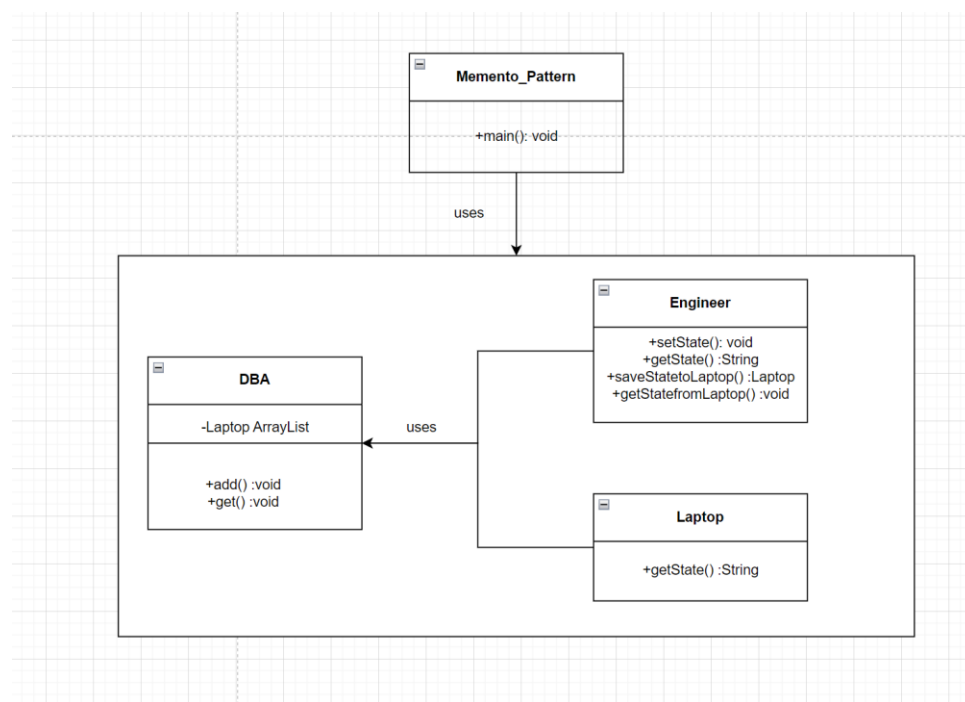 Memento_Pattern
+main(): void
uses
Engineer
+setState(): void
+getState() :String
+saveStatetoLaptop() :Laptop
+getStatefromLaptop() :void
DBA
-Laptop ArrayList
+add() :void
+get() :void
uses
Laptop
+getState() :String